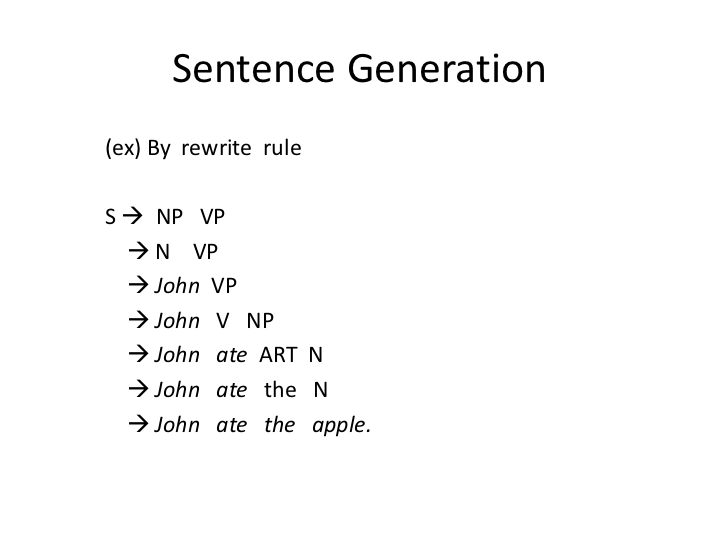 Sentence Generation
(ex) By rewrite rule
S → NP VP
→ N VP
→ John VP
→ John V NP
→ John ate ART N
→ John ate the N
→ John ate the apple.